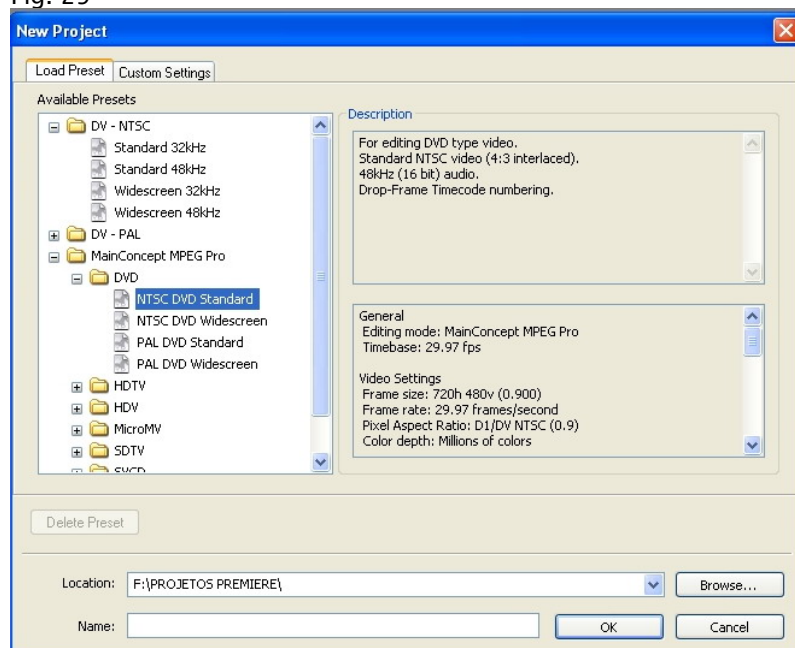 Fig. 29
New Project
Load Preset
Custom Settings
Available Presets
DV - NTSC
Standard 32kHz
Standard 48kHz
Widescreen 32kHz
Widescreen 48kHz
DV - PAL
MainConcept MPEG Pro
DVD
NTSC DVD Standard
NTSC DVD Widescreen
PAL DVD Standard
PAL DVD Widescreen
HDTV
HDV
MicroMV
SDTV
SVCD
Description
For editing DVD type video.
Standard NTSC video (4:3 interlaced).
48kHz (16 bit) audio.
Drop-Frame Timecode numbering.
General
Editing mode: MainConcept MPEG Pro
Timebase: 29.97 fps
Video Settings
Frame size: 720h 480v (0.900)
Frame rate: 29.97 frames/second
Pixel Aspect Ratio: D1/DV NTSC (0.9)
Color depth: Millions of colors
Delete Preset
Location:
F:\PROJETOS PREMIERE\
Browse...
Name:
OK
Cancel